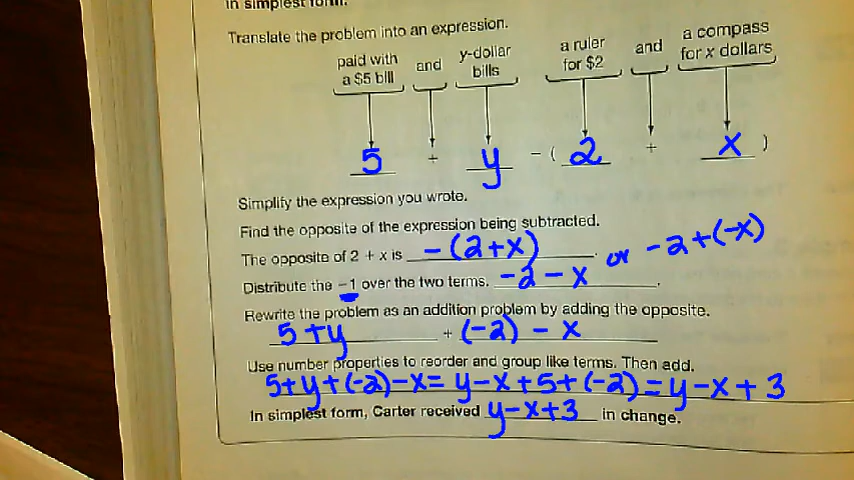 in simplest form.
Translate the problem into an expression.
paid with a $5 bill and y-dollar bills a ruler for $2 and a compass for x dollars
5 + y - ( 2 + x )
Simplify the expression you wrote.
Find the opposite of the expression being subtracted.
The opposite of 2 + x is -(2+x). or -2+(-x)
Distribute the -1 over the two terms. -2-x.
Rewrite the problem as an addition problem by adding the opposite.
5+y + (-2) - x
Use number properties to reorder and group like terms. Then add.
5+y+(-2)-x= y-x+5+(-2)=y-x+3
In simplest form, Carter received y-x+3 in change.